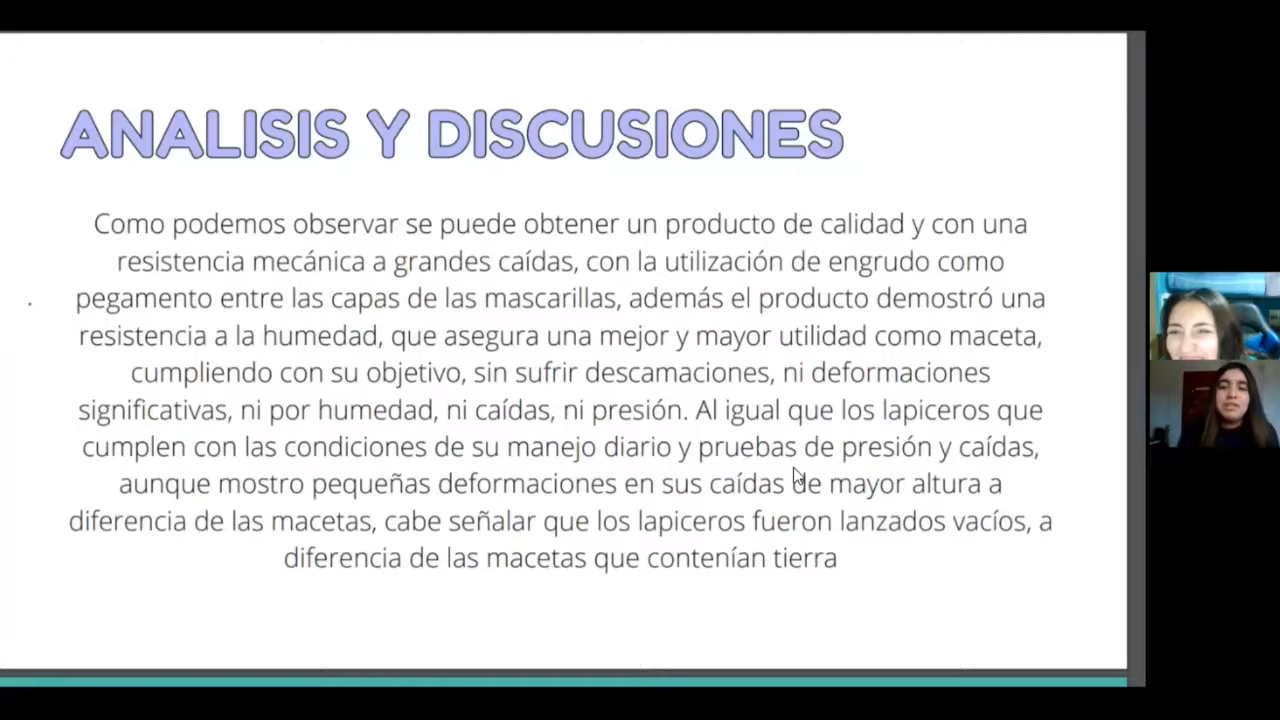 ANALISIS Y DISCUSIONES
Como podemos observar se puede obtener un producto de calidad y con una
resistencia mecánica a grandes caídas, con la utilización de engrudo como
pegamento entre las capas de las mascarillas, además el producto demostró una
resistencia a la humedad, que asegura una mejor y mayor utilidad como maceta,
cumpliendo con su objetivo, sin sufrir descamaciones, ni deformaciones
significativas, ni por humedad, ni caídas, ni presión. Al igual que los lapiceros que
cumplen con las condiciones de su manejo diario y pruebas de presión y caídas,
aunque mostro pequeñas deformaciones en sus caídas de mayor altura a
diferencia de las macetas, cabe señalar que los lapiceros fueron lanzados vacíos, a
diferencia de las macetas que contenían tierra